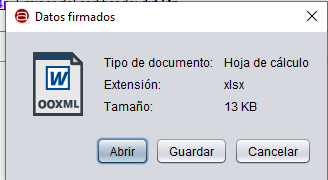 Datos firmados
W
OOXML
Tipo de documento: Hoja de cálculo
Extensión: xlsx
Tamaño: 13 KB
Abrir Guardar Cancelar